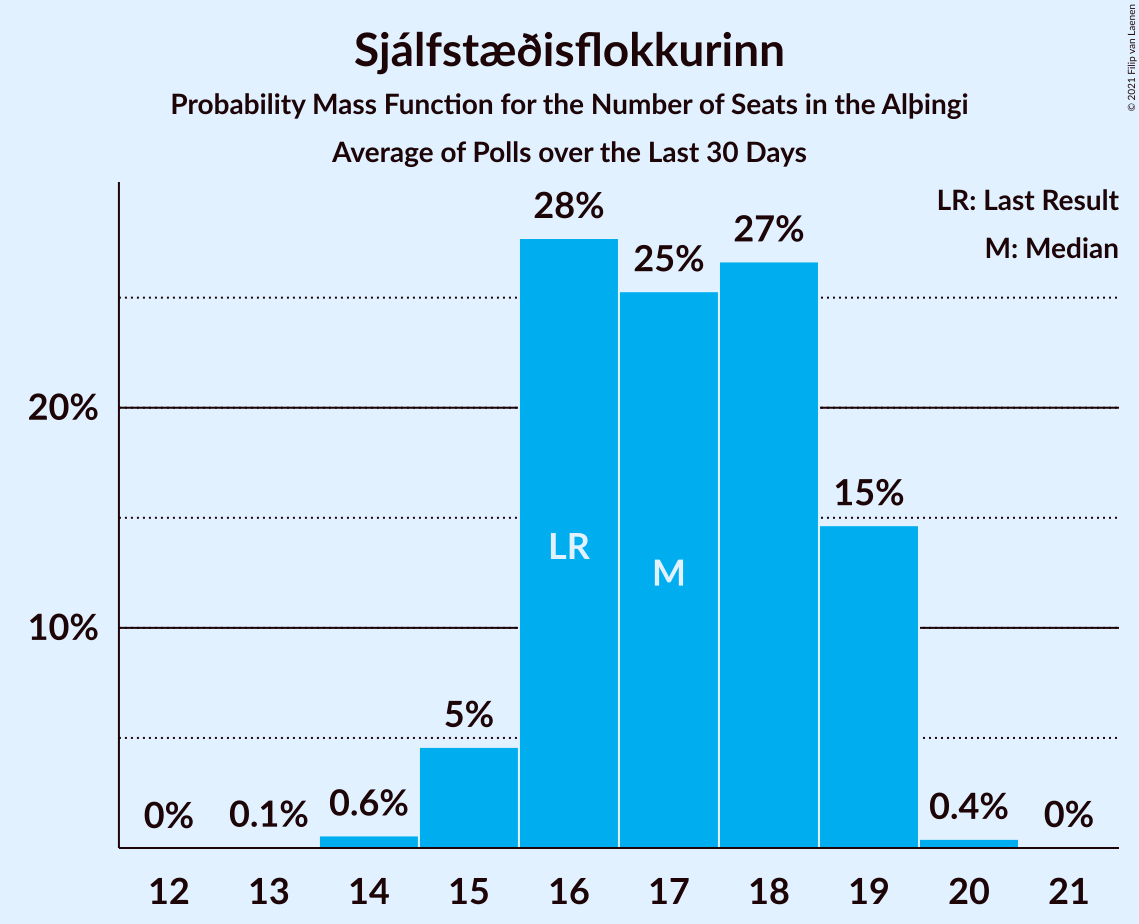 Sjálfstæðisflokkurinn
Probability Mass Function for the Number of Seats in the Alþingi
Average of Polls over the Last 30 Days
© 2021 Filip van Laenen
LR: Last Result
M: Median
28%
25%
27%
20%
15%
LR
M
10%
5%
0%
0.1%
0.6%
0.4%
0%
12 13 14 15 16 17 18 19 20 21